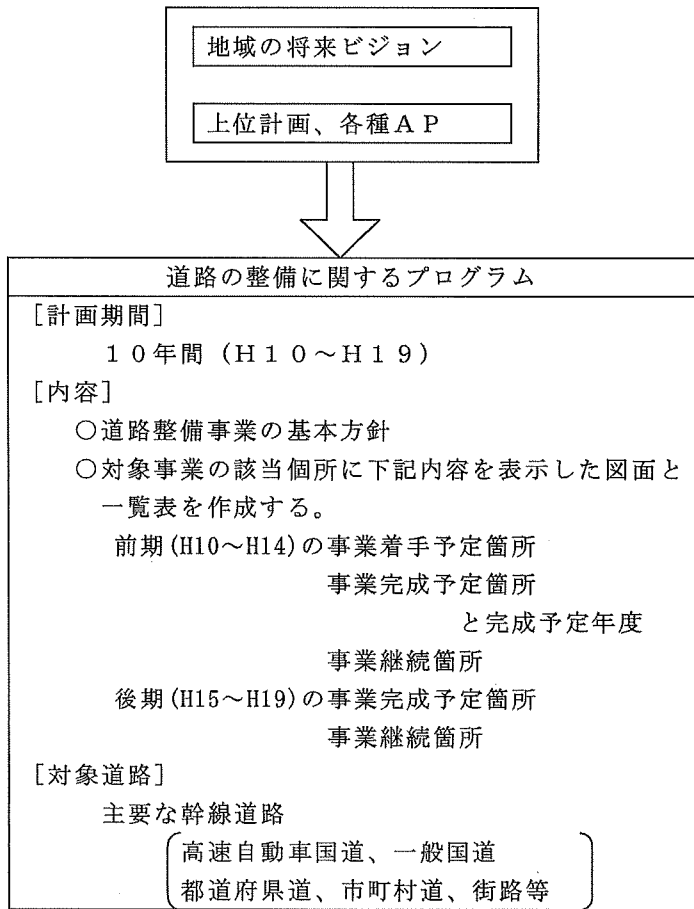 地域の将来ビジョン
上位計画、各種ＡＰ
道路の整備に関するプログラム
[計画期間]
１０年間（Ｈ１０～Ｈ１９）
[内容]
○道路整備事業の基本方針
○対象事業の該当個所に下記内容を表示した図面と
一覧表を作成する。
前期(H10～H14)の事業着手予定箇所
事業完成予定箇所
と完成予定年度
事業継続箇所
後期(H15～H19)の事業完成予定箇所
事業継続箇所
[対象道路]
主要な幹線道路
高速自動車国道、一般国道
都道府県道、市町村道、街路等